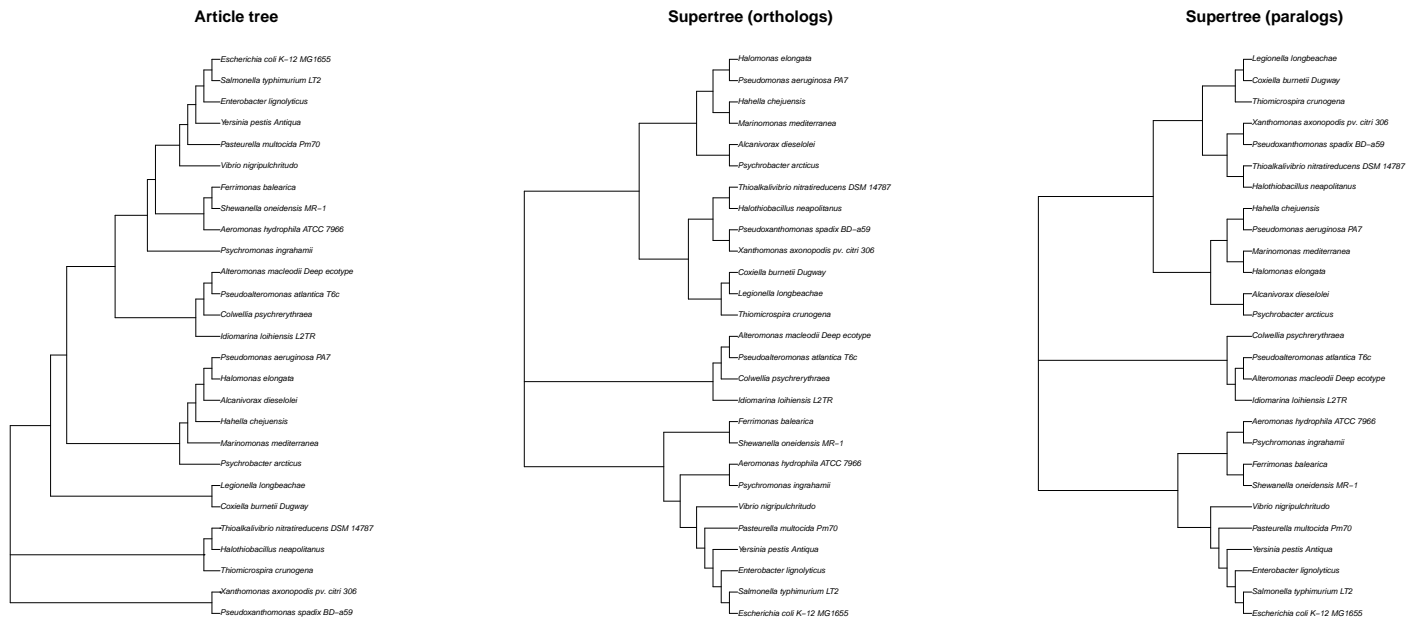 Article tree
Escherichia coli K−12 MG1655
Salmonella typhimurium LT2
Enterobacter lignolyticus
Yersinia pestis Antiqua
Pasteurella multocida Pm70
Vibrio nigripulchritudo
Ferrimonas balearica
Shewanella oneidensis MR−1
Aeromonas hydrophila ATCC 7966
Psychromonas ingrahamii
Alteromonas macleodii Deep ecotype
Pseudoalteromonas atlantica T6c
Colwellia psychrerythraea
Idiomarina loihiensis L2TR
Pseudomonas aeruginosa PA7
Halomonas elongata
Alcanivorax dieselolei
Hahella chejuensis
Marinomonas mediterranea
Psychrobacter arcticus
Legionella longbeachae
Coxiella burnetii Dugway
Thioalkalivibrio nitratireducens DSM 14787
Halothiobacillus neapolitanus
Thiomicrospira crunogena
Xanthomonas axonopodis pv. citri 306
Pseudoxanthomonas spadix BD−a59
Supertree (orthologs)
Halomonas elongata
Pseudomonas aeruginosa PA7
Hahella chejuensis
Marinomonas mediterranea
Alcanivorax dieselolei
Psychrobacter arcticus
Thioalkalivibrio nitratireducens DSM 14787
Halothiobacillus neapolitanus
Pseudoxanthomonas spadix BD−a59
Xanthomonas axonopodis pv. citri 306
Coxiella burnetii Dugway
Legionella longbeachae
Thiomicrospira crunogena
Alteromonas macleodii Deep ecotype
Pseudoalteromonas atlantica T6c
Colwellia psychrerythraea
Idiomarina loihiensis L2TR
Ferrimonas balearica
Shewanella oneidensis MR−1
Aeromonas hydrophila ATCC 7966
Psychromonas ingrahamii
Vibrio nigripulchritudo
Pasteurella multocida Pm70
Yersinia pestis Antiqua
Enterobacter lignolyticus
Salmonella typhimurium LT2
Escherichia coli K−12 MG1655
Supertree (paralogs)
Legionella longbeachae
Coxiella burnetii Dugway
Thiomicrospira crunogena
Xanthomonas axonopodis pv. citri 306
Pseudoxanthomonas spadix BD−a59
Thioalkalivibrio nitratireducens DSM 14787
Halothiobacillus neapolitanus
Hahella chejuensis
Pseudomonas aeruginosa PA7
Marinomonas mediterranea
Halomonas elongata
Alcanivorax dieselolei
Psychrobacter arcticus
Colwellia psychrerythraea
Pseudoalteromonas atlantica T6c
Alteromonas macleodii Deep ecotype
Idiomarina loihiensis L2TR
Aeromonas hydrophila ATCC 7966
Psychromonas ingrahamii
Ferrimonas balearica
Shewanella oneidensis MR−1
Vibrio nigripulchritudo
Pasteurella multocida Pm70
Yersinia pestis Antiqua
Enterobacter lignolyticus
Salmonella typhimurium LT2
Escherichia coli K−12 MG1655